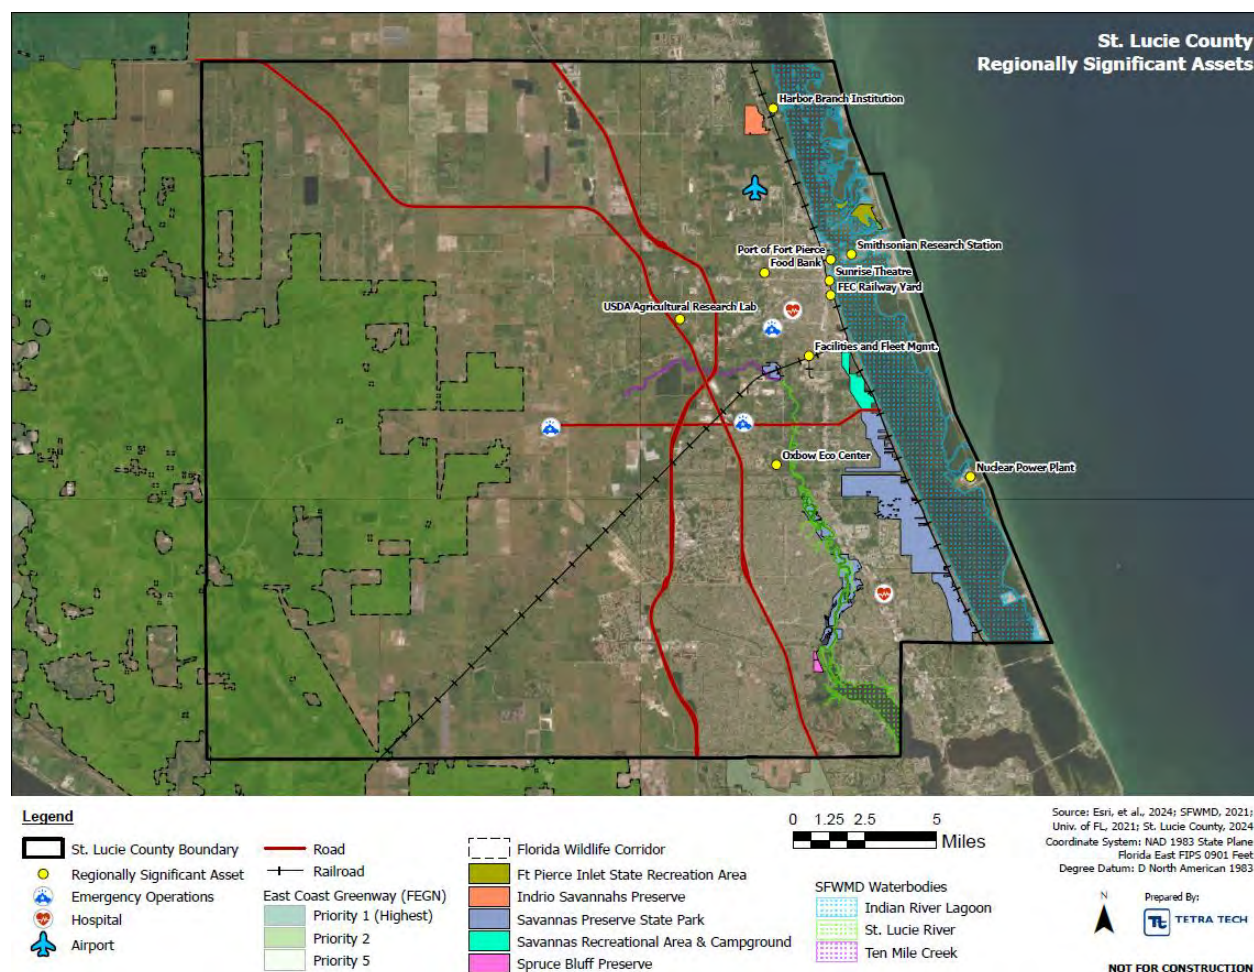 St. Lucie County
Regionally Significant Assets
Harbor Branch Institution
Port of Fort Pierce
Smithsonian Research Station
Food Bank
Sunrise Theatre
FEC Railway Yard
USDA Agricultural Research Lab
Facilities and Fleet Mgmt.
Oxbow Eco Center
Nuclear Power Plant
Legend
St. Lucie County Boundary
Regionally Significant Asset
Emergency Operations
Hospital
Airport
Road
Railroad
East Coast Greenway (FEGN)
Priority 1 (Highest)
Priority 2
Priority 5
Florida Wildlife Corridor
Ft Pierce Inlet State Recreation Area
Indrio Savannahs Preserve
Savannas Preserve State Park
Savannas Recreational Area & Campground
Spruce Bluff Preserve
0 1.25 2.5 5
Miles
SFWMD Waterbodies
Indian River Lagoon
St. Lucie River
Ten Mile Creek
Source: Esri, et al., 2024; SFWMD, 2021;
Univ. of FL, 2021; St. Lucie County, 2024
Coordinate System: NAD 1983 State Plane
Florida East FIPS 0901 Feet
Degree Datum: D North American 1983
N
Prepared By:
Tt TETRA TECH
NOT FOR CONSTRUCTION